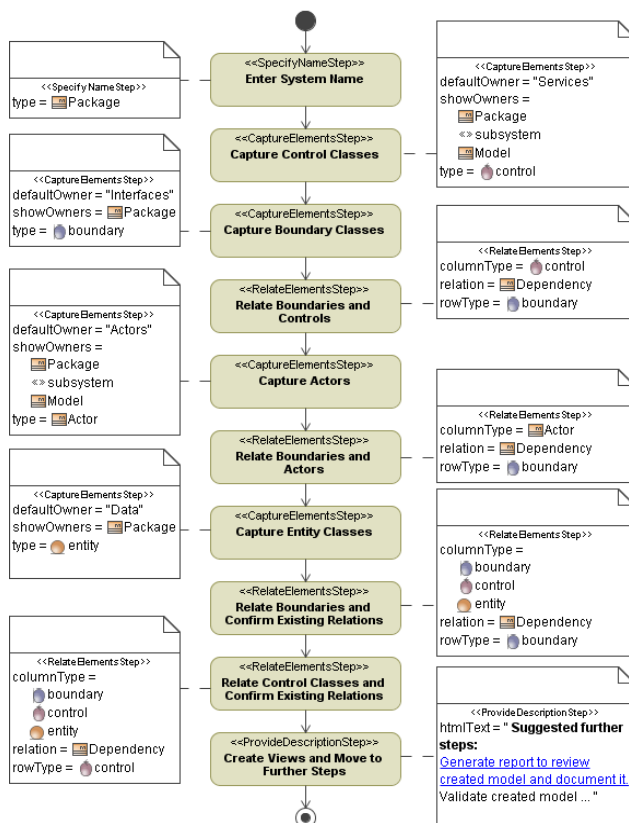 <<SpecifyNameStep>>
Enter System Name
<<SpecifyNameStep>>
type = Package
<<CaptureElementsStep>>
defaultOwner = "Services"
showOwners =
Package
«» subsystem
Model
type = control
<<CaptureElementsStep>>
Capture Control Classes
<<CaptureElementsStep>>
defaultOwner = "Interfaces"
showOwners = Package
type = boundary
<<CaptureElementsStep>>
Capture Boundary Classes
<<RelateElementsStep>>
columnType = control
relation = Dependency
rowType = boundary
<<RelateElementsStep>>
Relate Boundaries and
Controls
<<CaptureElementsStep>>
defaultOwner = "Actors"
showOwners =
Package
«» subsystem
Model
type = Actor
<<CaptureElementsStep>>
Capture Actors
<<RelateElementsStep>>
columnType = Actor
relation = Dependency
rowType = boundary
<<RelateElementsStep>>
Relate Boundaries and
Actors
<<CaptureElementsStep>>
defaultOwner = "Data"
showOwners = Package
type = entity
<<CaptureElementsStep>>
Capture Entity Classes
<<RelateElementsStep>>
columnType =
boundary
control
entity
relation = Dependency
rowType = boundary
<<RelateElementsStep>>
Relate Boundaries and
Confirm Existing Relations
<<RelateElementsStep>>
columnType =
boundary
control
entity
relation = Dependency
rowType = control
<<RelateElementsStep>>
Relate Control Classes and
Confirm Existing Relations
<<ProvideDescriptionStep>>
Create Views and Move to
Further Steps
<<ProvideDescriptionStep>>
htmlText = " Suggested further
steps:
Generate report to review
created model and document it.
Validate created model ... "